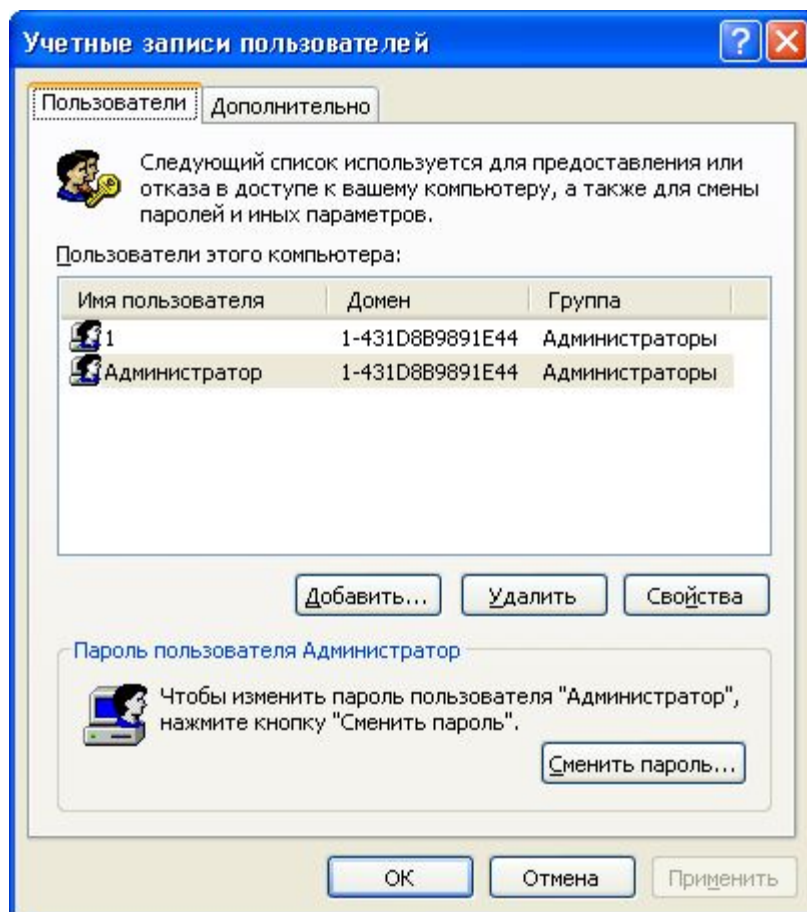 Учетные записи пользователей
Пользователи
Дополнительно
Следующий список используется для предоставления или
отказа в доступе к вашему компьютеру, а также для смены
паролей и иных параметров.
Пользователи этого компьютера:
Имя пользователя Домен Группа
1 1-431D8B9891E44 Администраторы
Администратор 1-431D8B9891E44 Администраторы
Добавить... Удалить Свойства
Пароль пользователя Администратор
Чтобы изменить пароль пользователя "Администратор",
нажмите кнопку "Сменить пароль".
Сменить пароль...
ОК Отмена Применить